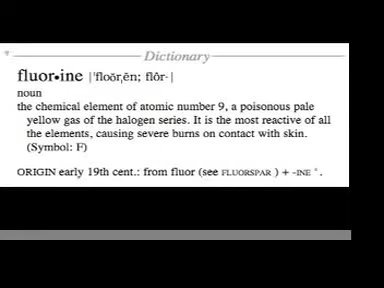 Dictionary
fluor•ine |ˈflo͝orˌēn; flôr-|
noun
the chemical element of atomic number 9, a poisonous pale
yellow gas of the halogen series. It is the most reactive of all
the elements, causing severe burns on contact with skin.
(Symbol: F)
ORIGIN early 19th cent.: from fluor (see FLUORSPAR ) + -INE ⁴ .